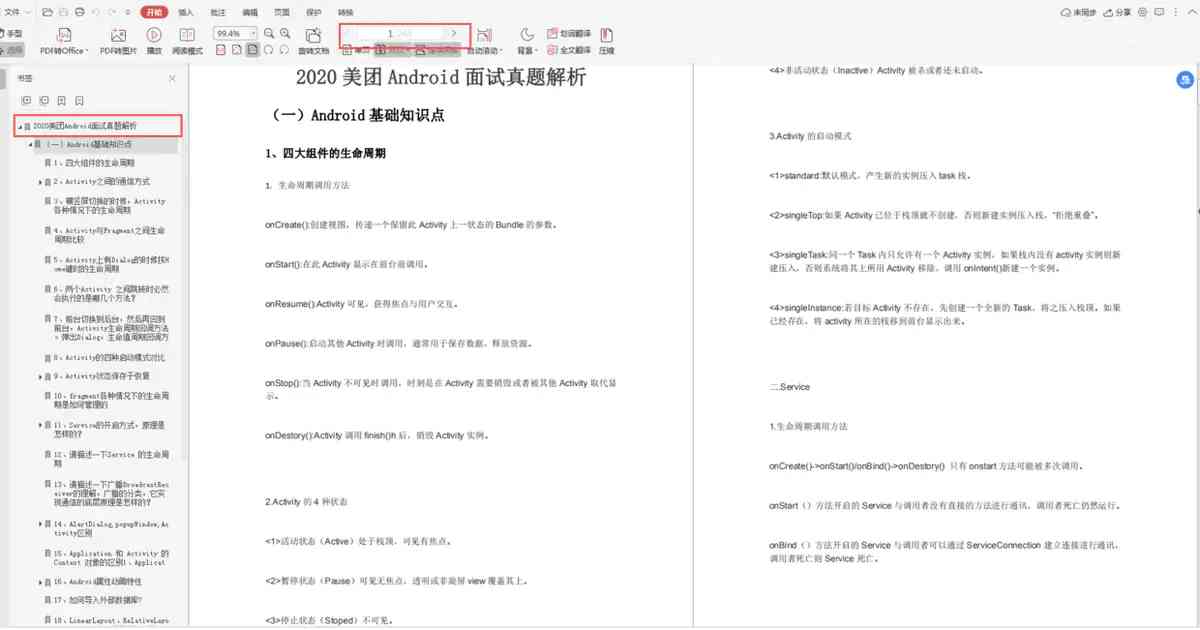 文件
开始
插入
批注
编辑
页面
保护
转换
未同步
分享
手型
选择
PDF转Office
PDF转图片
播放
阅读模式
99.4%
旋转文档
1
单页
自动滚动
背景
划词翻译
全文翻译
压缩
书签
2020美团Android面试真题解析
（一）Android基础知识点
1、四大组件的生命周期
2、Activity之间的通信方式
3、横竖屏切换的时候，Activity
各种情况下的生命周期
4、Activity与Fragment之间生命
周期比较
5、Activity上有Dialog的时候按H
ome键时的生命周期
6、两个Activity 之间跳转时必然
会执行的是哪几个方法？
7、前台切换到后台，然后再回到
前台，Activity生命周期回调方法
。弹出Dialog，生命值周期回调方
8、Activity的四种启动模式对比
9、Activity状态保存于恢复
10、fragment各种情况下的生命周
期是如何管理的
11、Service的开启方式，原理是
怎样的？
12、请描述一下Service 的生命周
期
13、请描述一下广播BroadcastRec
eiver的理解，广播的分类，它实
现通信的底层原理是怎样的？
14、AlertDialog,popupWindow,Ac
tivity区别
15、Application 和 Activity 的
Context 对象的区别1、Applicat
16、Android属性动画特性
17、如何导入外部数据库?
18、LinearLayout、RelativeLayo
2020 美团 Android 面试真题解析
（一）Android 基础知识点
1、四大组件的生命周期
1. 生命周期调用方法
onCreate():创建视图，传递一个保留此 Activity 上一状态的 Bundle 的参数。
onStart():在此 Activity 显示在前台前调用。
onResume():Activity 可见，获得焦点与用户交互。
onPause():启动其他 Activity 时调用，通常用于保存数据，释放资源。
onStop():当 Activity 不可见时调用，时刻是在 Activity 需要销毁或者被其他 Activity 取代显
示。
onDestory():Activity 调用 finish()h 后，销毁 Activity 实例。
2.Activity 的 4 种状态
<1>活动状态（Active）处于栈顶，可见有焦点。
<2>暂停状态（Pause）可见无焦点，透明或非旋屏 view 覆盖其上。
<3>停止状态（Stoped）不可见。
<4>非活动状态（Inactive）Activity 被杀或者还未启动。
3.Activity 的启动模式
<1>standard:默认模式，产生新的实例压入 task 栈。
<2>singleTop:如果 Activity 已位于栈顶就不创建，否则新建实例压入栈，“拒绝重叠”。
<3>singleTask:同一个 Task 内只允许有一个 Activity 实例，如果栈内没有 activity 实例则新
建压入，否则系统将其上所用 Activity 移除，调用 onIntent()新建一个实例。
<4>singleInstance:若目标 Activity 不存在，先创建一个全新的 Task，将之压入栈顶。如果
已经存在，将 activity 所在的栈移到前台显示出来。
二.Service
1.生命周期调用方法
onCreate()->onStart()/onBind()->onDestory() 只有 onstart 方法可能被多次调用。
onStart（）方法开启的 Service 与调用者没有直接的方法进行通讯，调用者死亡仍然运行。
onBind（）方法开启的 Service 与调用者可以通过 ServiceConnection 建立连接进行通讯，
调用者死亡则 Service 死亡。